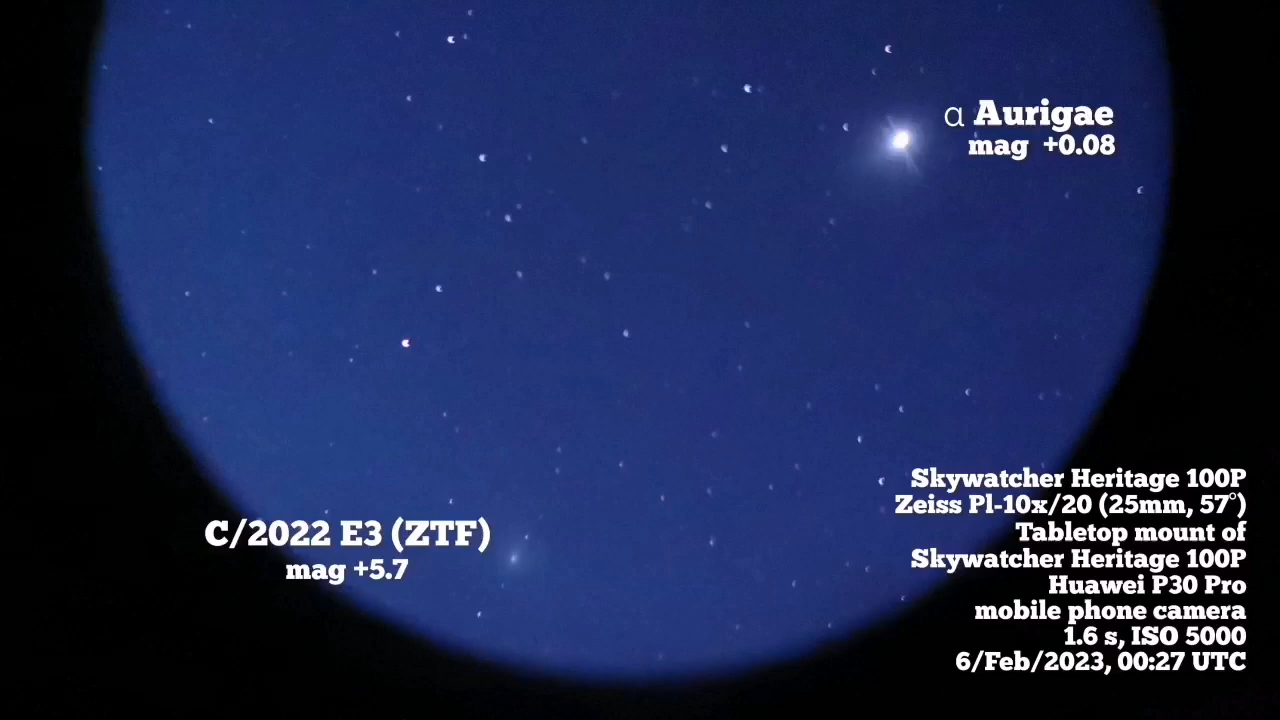 α Aurigae
mag +0.08
C/2022 E3 (ZTF)
mag +5.7
Skywatcher Heritage 100P
Zeiss Pl-10x/20 (25mm, 57°)
Tabletop mount of
Skywatcher Heritage 100P
Huawei P30 Pro
mobile phone camera
1.6 s, ISO 5000
6/Feb/2023, 00:27 UTC